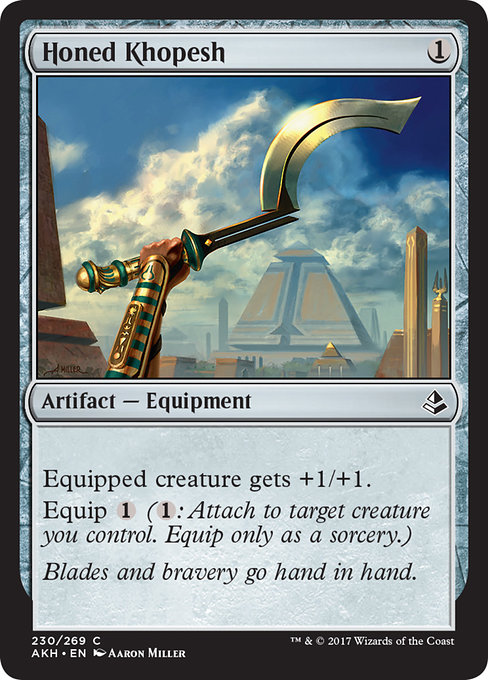 Honed Khopesh 1
A. MILLER
Artifact — Equipment
Equipped creature gets +1/+1.
Equip 1 (1: Attach to target creature
you control. Equip only as a sorcery.)
Blades and bravery go hand in hand.
230/269 C
AKH • EN Aaron Miller
™ & © 2017 Wizards of the Coast